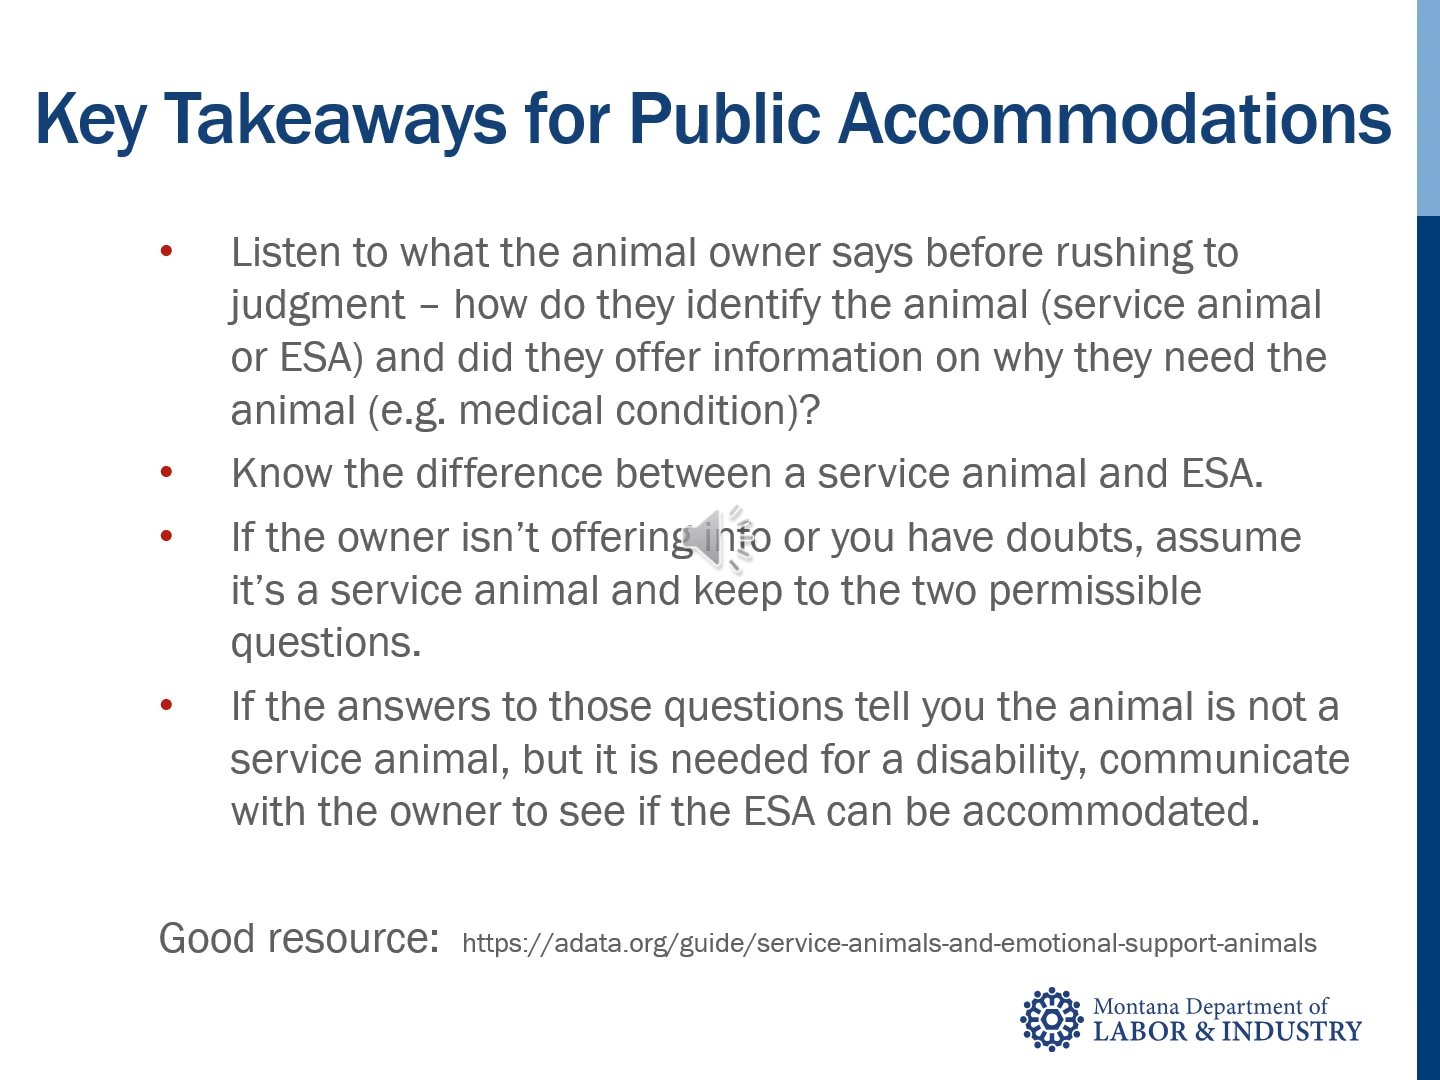 Key Takeaways for Public Accommodations
• Listen to what the animal owner says before rushing to
judgment – how do they identify the animal (service animal
or ESA) and did they offer information on why they need the
animal (e.g. medical condition)?
• Know the difference between a service animal and ESA.
• If the owner isn’t offering info or you have doubts, assume
it’s a service animal and keep to the two permissible
questions.
• If the answers to those questions tell you the animal is not a
service animal, but it is needed for a disability, communicate
with the owner to see if the ESA can be accommodated.
Good resource: https://adata.org/guide/service-animals-and-emotional-support-animals
Montana Department of
LABOR & INDUSTRY